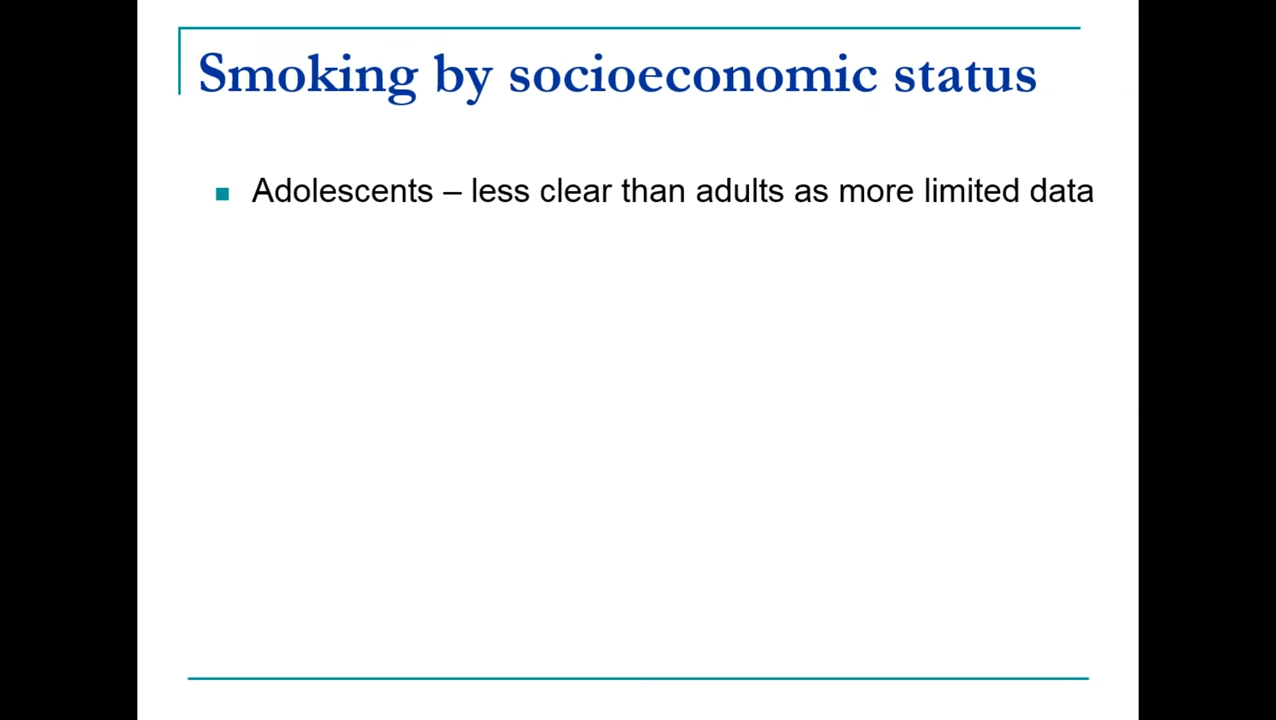 Smoking by socioeconomic status
Adolescents – less clear than adults as more limited data